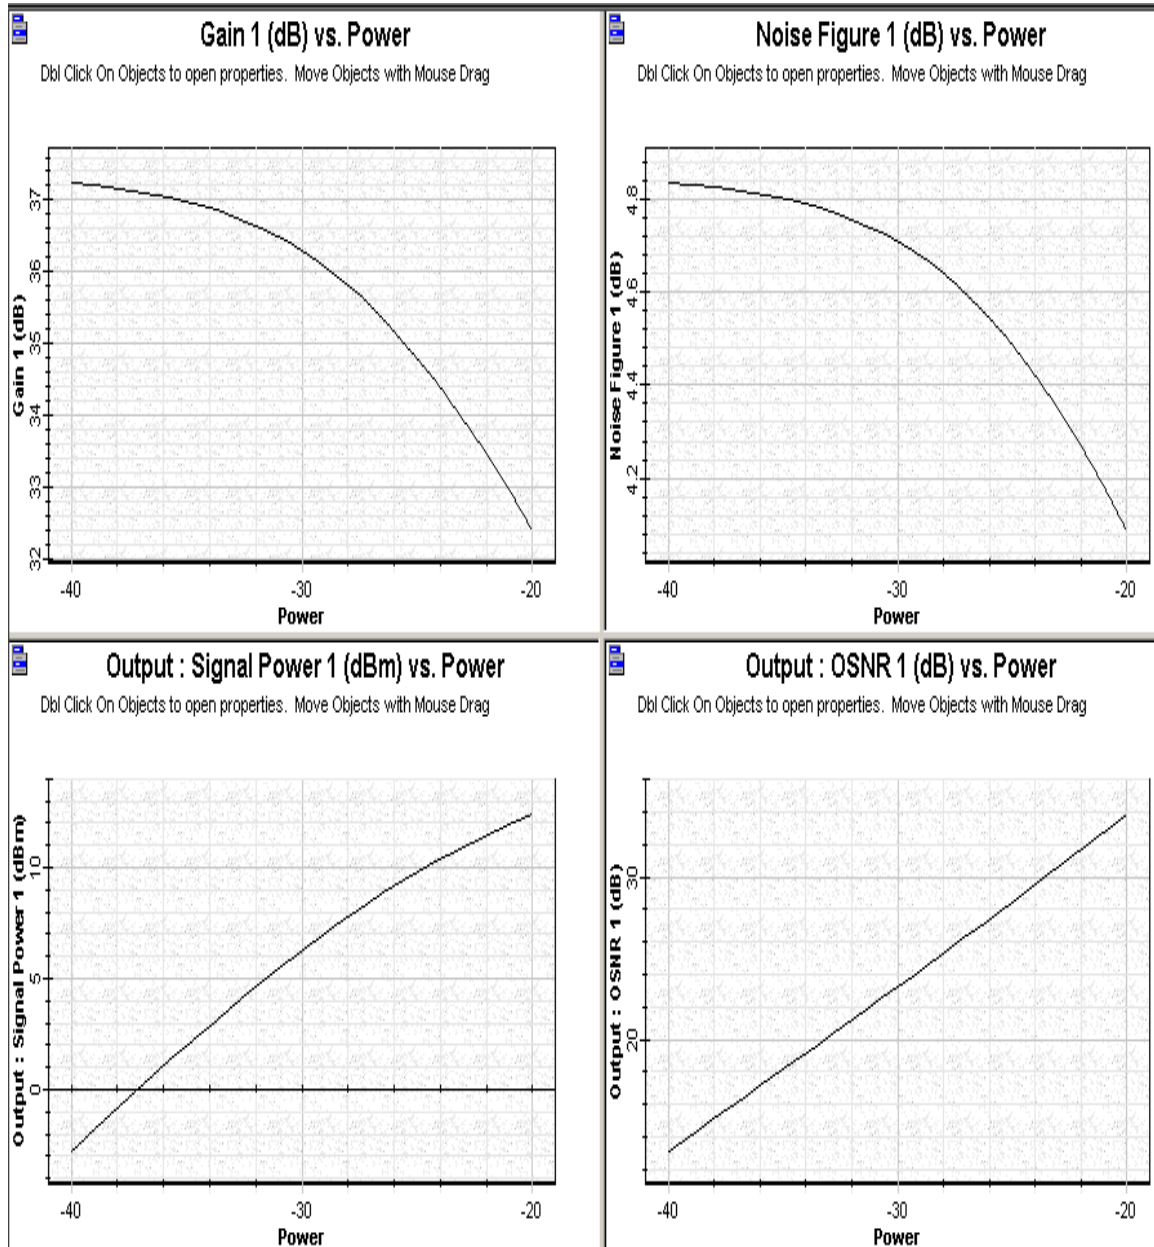 Gain 1 (dB) vs. Power
Dbl Click On Objects to open properties. Move Objects with Mouse Drag
Gain 1 (dB)
37
36
35
34
33
32
-40
-30
-20
Power
Noise Figure 1 (dB) vs. Power
Dbl Click On Objects to open properties. Move Objects with Mouse Drag
Noise Figure 1 (dB)
4.8
4.6
4.4
4.2
-40
-30
-20
Power
Output : Signal Power 1 (dBm) vs. Power
Dbl Click On Objects to open properties. Move Objects with Mouse Drag
Output : Signal Power 1 (dBm)
10
5
0
-40
-30
-20
Power
Output : OSNR 1 (dB) vs. Power
Dbl Click On Objects to open properties. Move Objects with Mouse Drag
Output : OSNR 1 (dB)
30
20
-40
-30
-20
Power